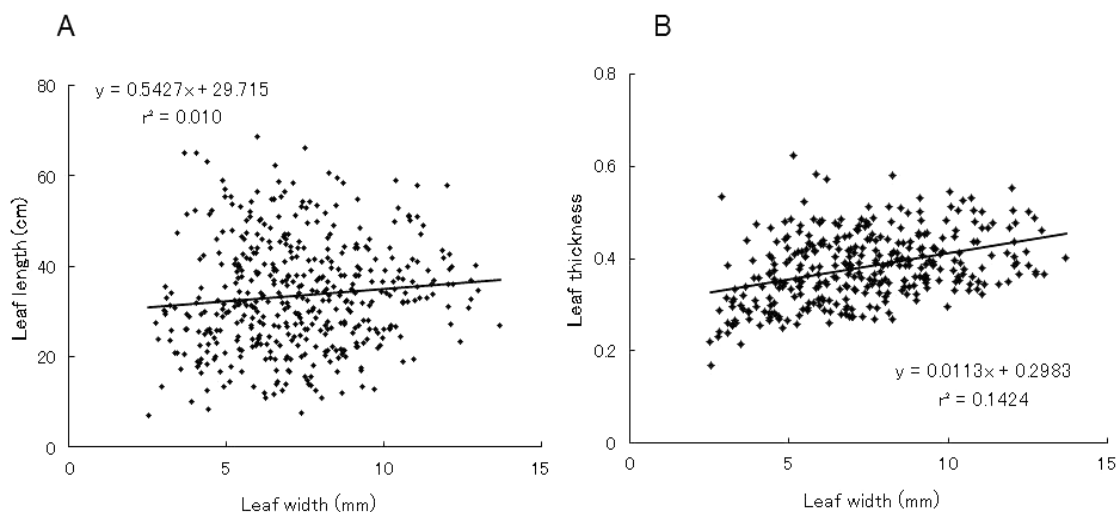 A
80
y = 0.5427x + 29.715
r² = 0.010
60
40
20
0
Leaf length (cm)
0
5
10
15
Leaf width (mm)
B
0.8
0.6
0.4
0.2
0
Leaf thickness
y = 0.0113x + 0.2983
r² = 0.1424
0
5
10
15
Leaf width (mm)